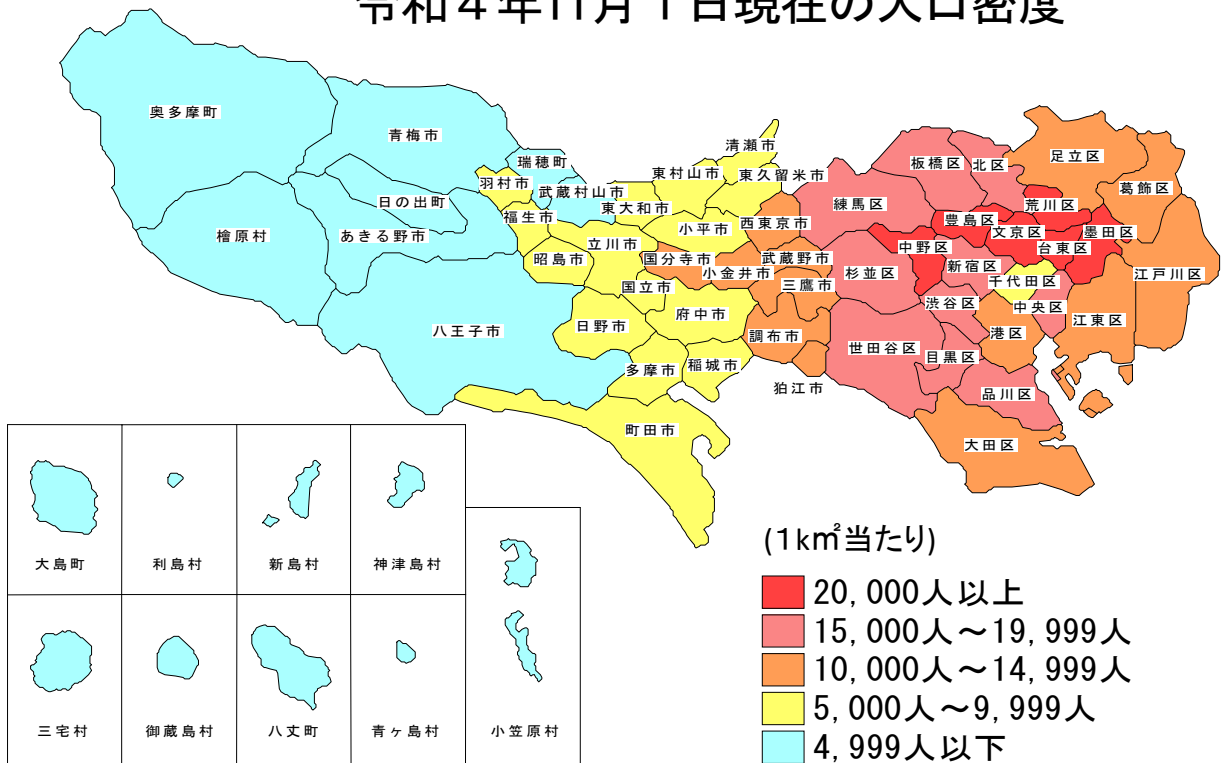 令和４年11月１日現在の人口密度
奥多摩町
青梅市
瑞穂町
羽村市
武蔵村山市
東大和市
東村山市
清瀬市
東久留米市
日の出町
檜原村
あきる野市
福生市
昭島市
立川市
小平市
西東京市
国分寺市
小金井市
武蔵野市
三鷹市
国立市
府中市
調布市
八王子市
日野市
多摩市
稲城市
狛江市
町田市
板橋区
北区
足立区
葛飾区
練馬区
豊島区
荒川区
文京区
台東区
墨田区
中野区
杉並区
新宿区
千代田区
江戸川区
渋谷区
中央区
江東区
港区
世田谷区
目黒区
品川区
大田区
大島町
利島村
新島村
神津島村
三宅村
御蔵島村
八丈町
青ヶ島村
小笠原村
(1k㎡当たり)
20,000人以上
15,000人～19,999人
10,000人～14,999人
5,000人～9,999人
4,999人以下